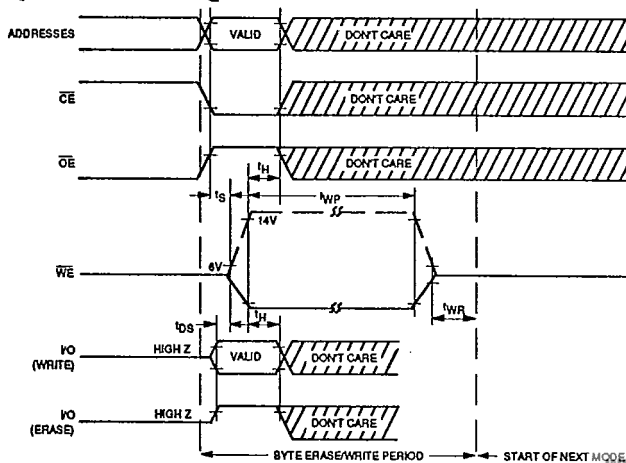 ADDRESSES VALID DON'T CARE
CE DON'T CARE
OE DON'T CARE
tH
tS tWP
14V
6V
WE
tWR
tDS tH
I/O (WRITE) HIGH Z VALID DON'T CARE
I/O (ERASE) HIGH Z DON'T CARE
BYTE ERASE/WRITE PERIOD START OF NEXT MODE